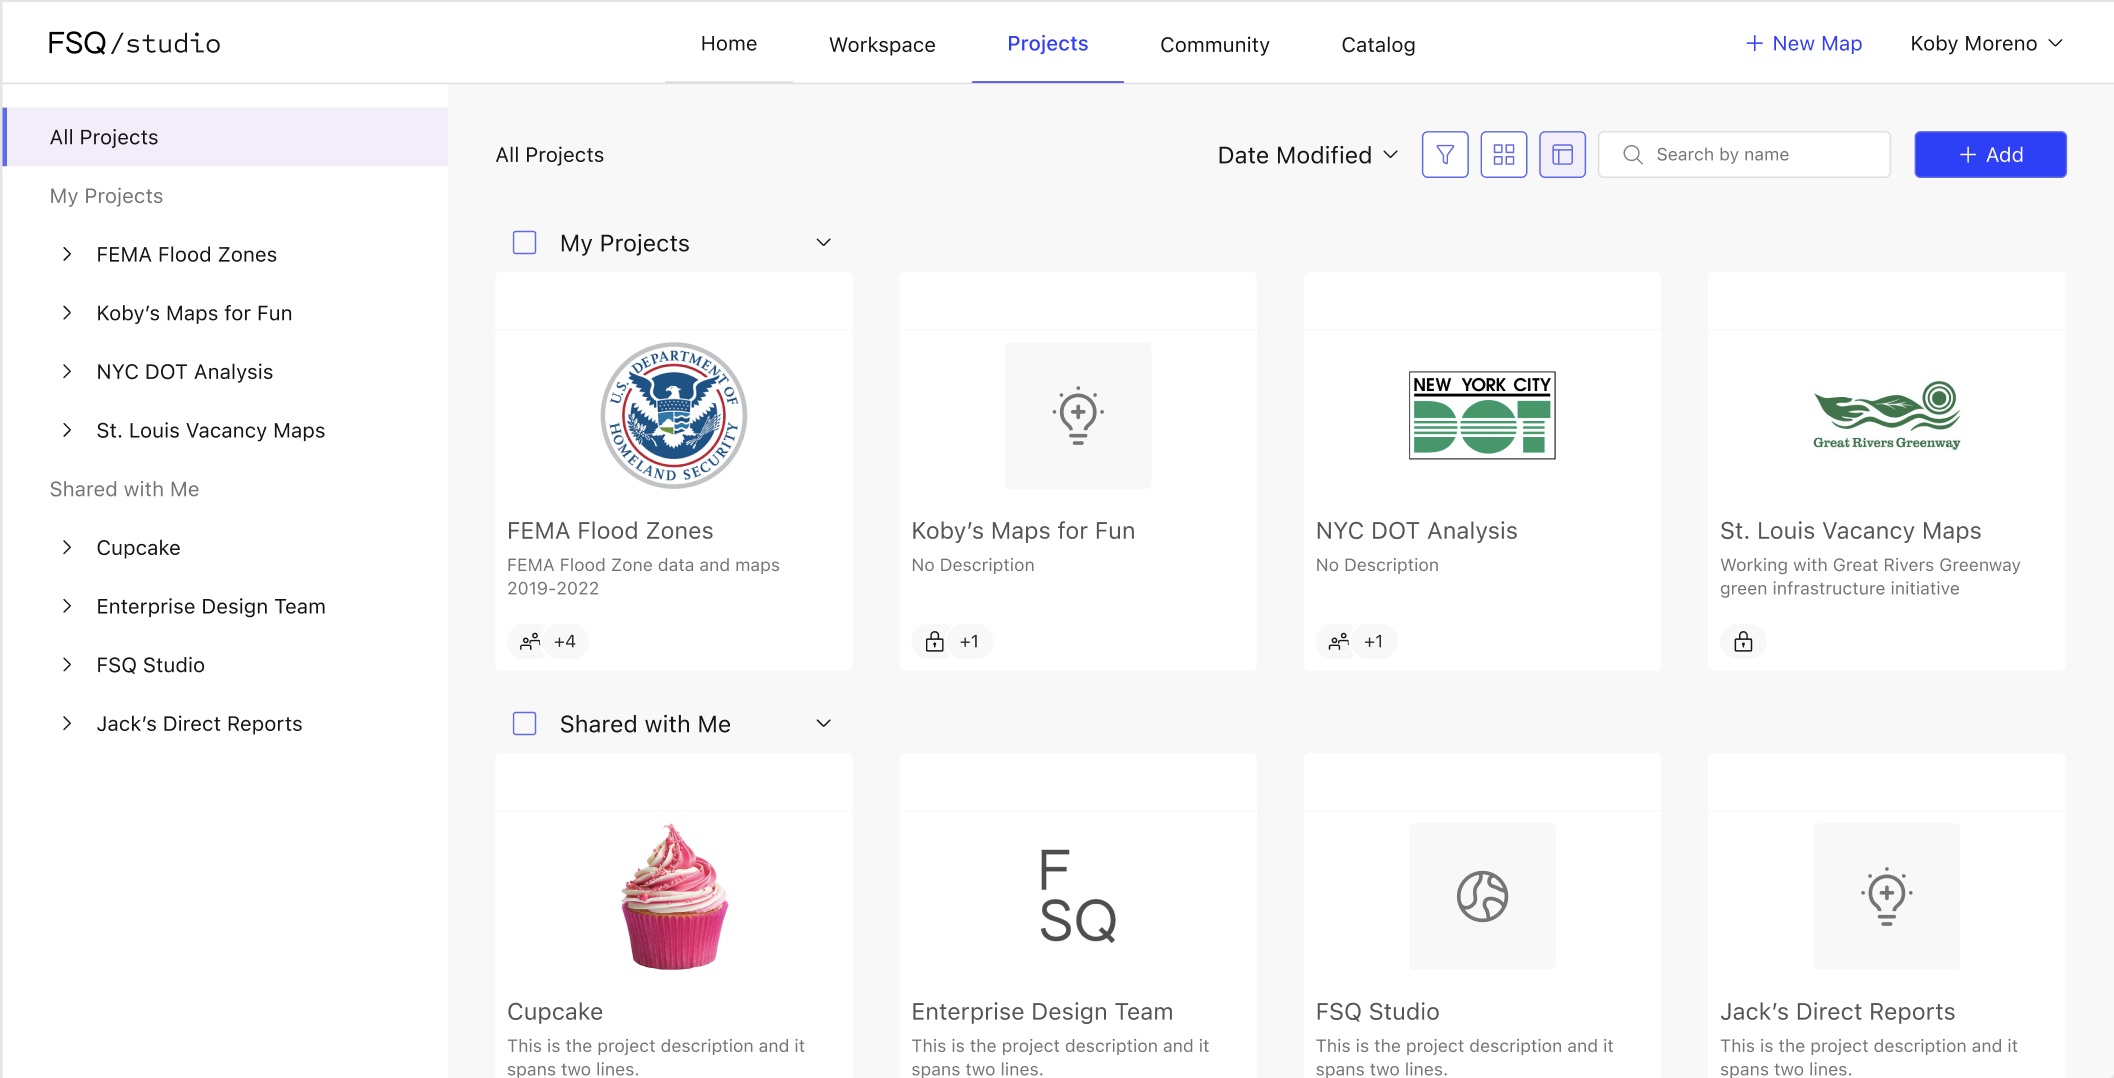 FSQ/studio
Home
Workspace
Projects
Community
Catalog
+ New Map
Koby Moreno
All Projects
My Projects
FEMA Flood Zones
Koby’s Maps for Fun
NYC DOT Analysis
St. Louis Vacancy Maps
Shared with Me
Cupcake
Enterprise Design Team
FSQ Studio
Jack’s Direct Reports
All Projects
Date Modified
Search by name
+ Add
My Projects
U.S. DEPARTMENT OF
HOMELAND SECURITY
FEMA Flood Zones
FEMA Flood Zone data and maps
2019-2022
+4
Koby’s Maps for Fun
No Description
+1
NEW YORK CITY
DOT
NYC DOT Analysis
No Description
+1
Great Rivers Greenway
St. Louis Vacancy Maps
Working with Great Rivers Greenway
green infrastructure initiative
Shared with Me
Cupcake
This is the project description and it
spans two lines.
F
SQ
Enterprise Design Team
This is the project description and it
spans two lines.
FSQ Studio
This is the project description and it
spans two lines.
Jack’s Direct Reports
This is the project description and it
spans two lines.